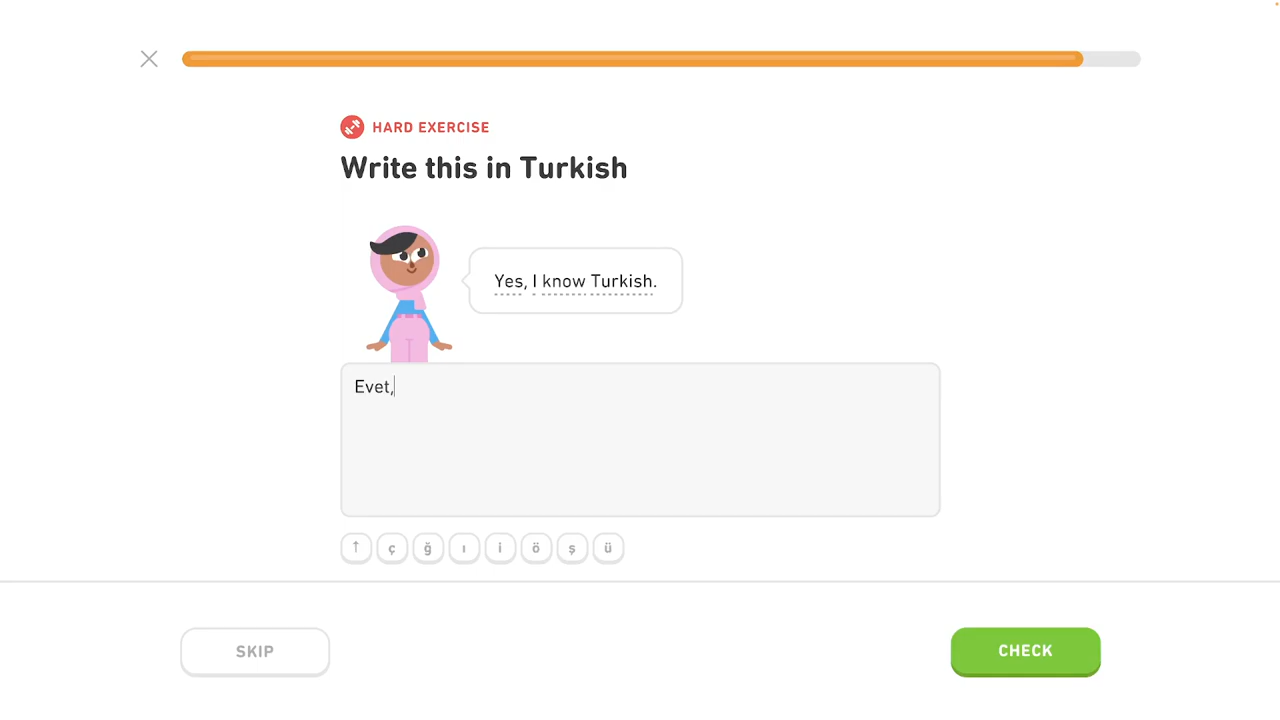 HARD EXERCISE
Write this in Turkish
Yes, I know Turkish.
Evet,
↑ ç ğ ı i ö ş ü
SKIP
CHECK